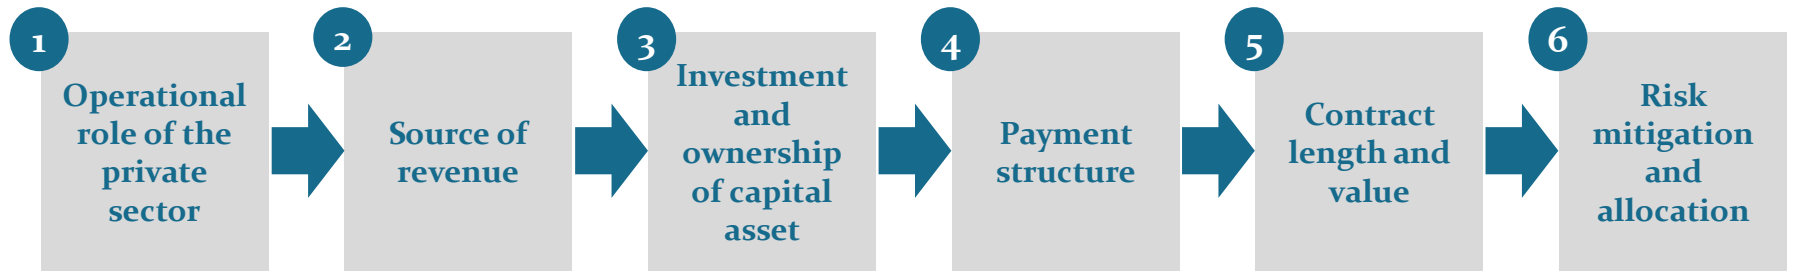 1
Operational
role of the
private
sector
2
Source of
revenue
3
Investment
and
ownership
of capital
asset
4
Payment
structure
5
Contract
length and
value
6
Risk
mitigation
and
allocation